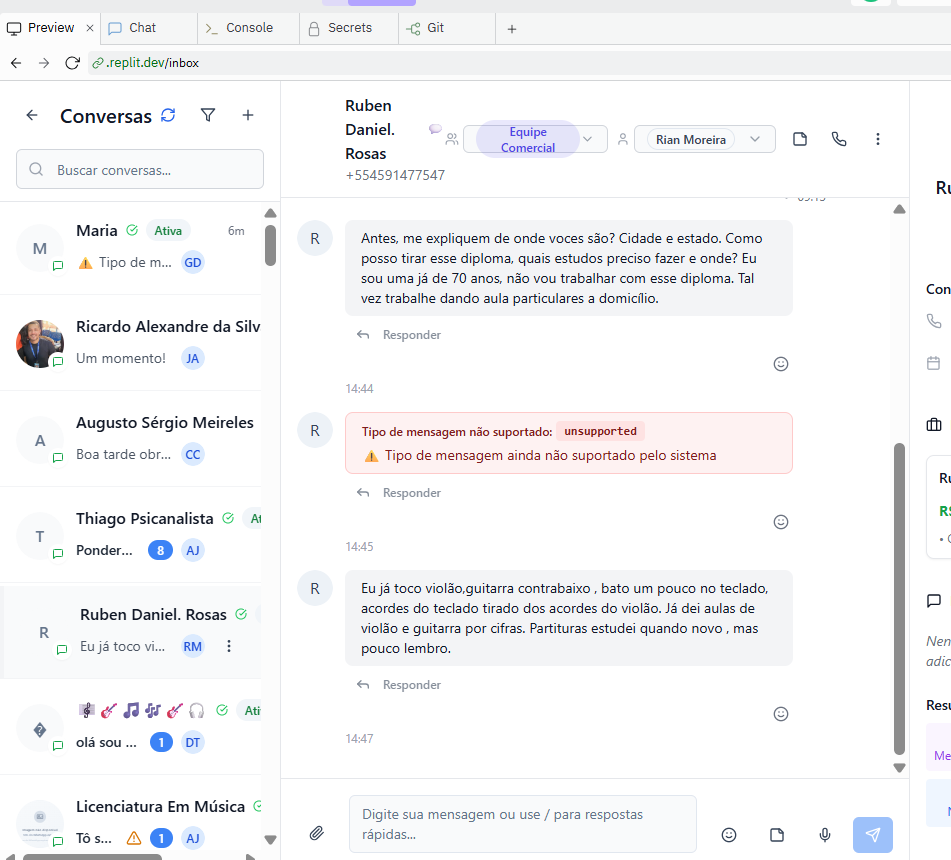 Preview
Chat
Console
Secrets
Git
.replit.dev/inbox
Conversas
Buscar conversas...
M
Maria
Ativa
6m
⚠ Tipo de m...
GD
Ricardo Alexandre da Silv
Um momento!
JA
A
Augusto Sérgio Meireles
Boa tarde obr...
CC
T
Thiago Psicanalista
At
Ponder...
8
AJ
R
Ruben Daniel. Rosas
Eu já toco vi...
RM
🎼 🎸 🎵 🎶 🎸 🎧
Ati
olá sou ...
1
DT
Licenciatura Em Música
Tô s...
1
AJ
Ruben
Daniel.
Rosas
+554591477547
Equipe
Comercial
Rian Moreira
R
Antes, me expliquem de onde voces são? Cidade e estado. Como
posso tirar esse diploma, quais estudos preciso fazer e onde? Eu
sou uma já de 70 anos, não vou trabalhar com esse diploma. Tal
vez trabalhe dando aula particulares a domicílio.
Responder
14:44
R
Tipo de mensagem não suportado: unsupported
⚠ Tipo de mensagem ainda não suportado pelo sistema
Responder
14:45
R
Eu já toco violão,guitarra contrabaixo , bato um pouco no teclado,
acordes do teclado tirado dos acordes do violão. Já dei aulas de
violão e guitarra por cifras. Partituras estudei quando novo , mas
pouco lembro.
Responder
14:47
Digite sua mensagem ou use / para respostas
rápidas...
Ru
Con
Ru
R$
Nen
adic
Resu
Me